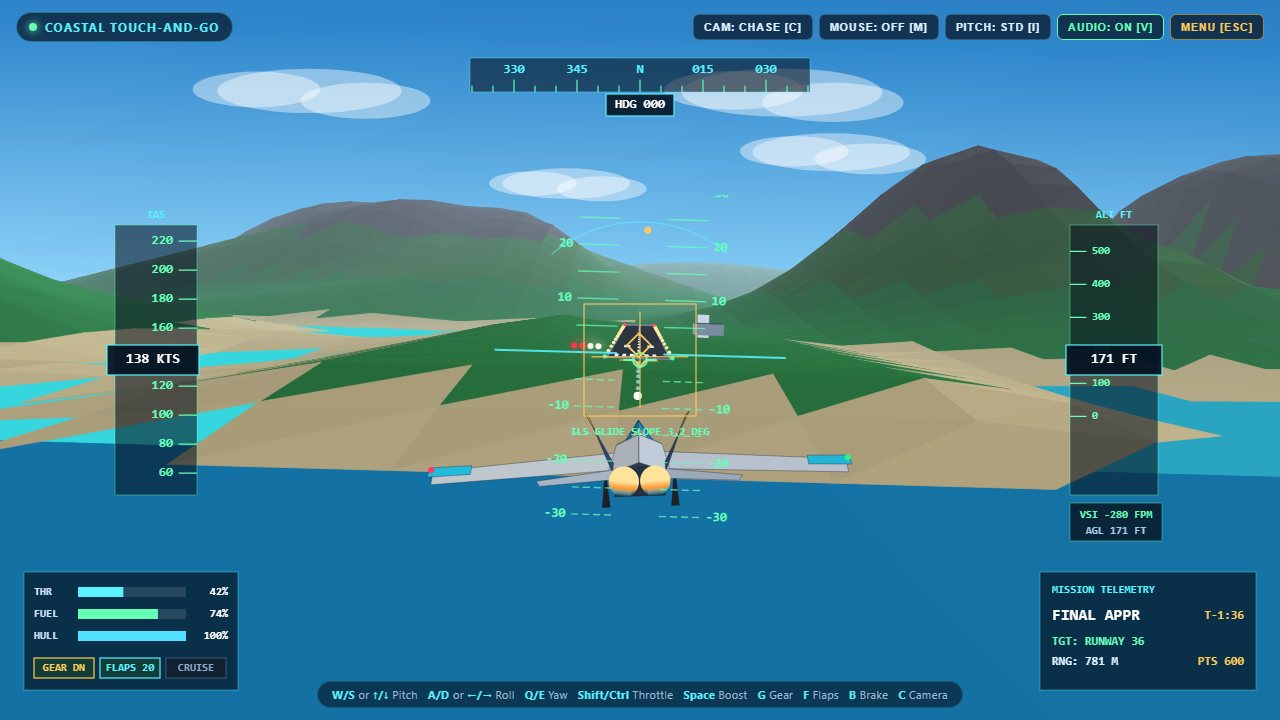 COASTAL TOUCH-AND-GO
CAM: CHASE [C]
MOUSE: OFF [M]
PITCH: STD [I]
AUDIO: ON [V]
MENU [ESC]
330 345 N 015 030
HDG 000
IAS
220
200
180
160
138 KTS
120
100
80
60
20 20
10 10
-10 -10
ILS GLIDE SLOPE 3.2 DEG
-20 -20
-30 -30
ALT FT
500
400
300
171 FT
100
0
VSI -280 FPM
AGL 171 FT
THR 42%
FUEL 74%
HULL 100%
GEAR DN FLAPS 20 CRUISE
MISSION TELEMETRY
FINAL APPR T-1:36
TGT: RUNWAY 36
RNG: 781 M PTS 600
W/S or ↑/↓ Pitch A/D or ←/→ Roll Q/E Yaw Shift/Ctrl Throttle Space Boost G Gear F Flaps B Brake C Camera